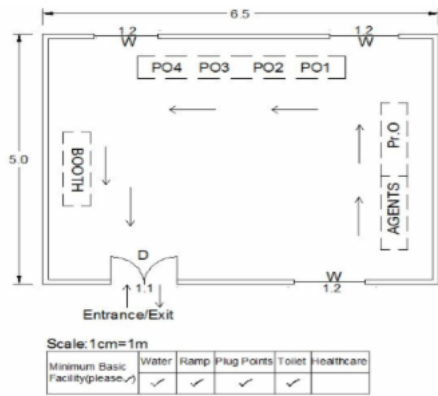 6.5
1.2 1.2
W W
PO4 PO3 PO2 PO1
5.0
BOOTH
Pr.O
AGENTS
D
1.1
W
1.2
Entrance/Exit
Scale:1cm=1m
Minimum Basic Facility(please✓) Water Ramp Plug Points Toilet Healthcare
✓ ✓ ✓ ✓